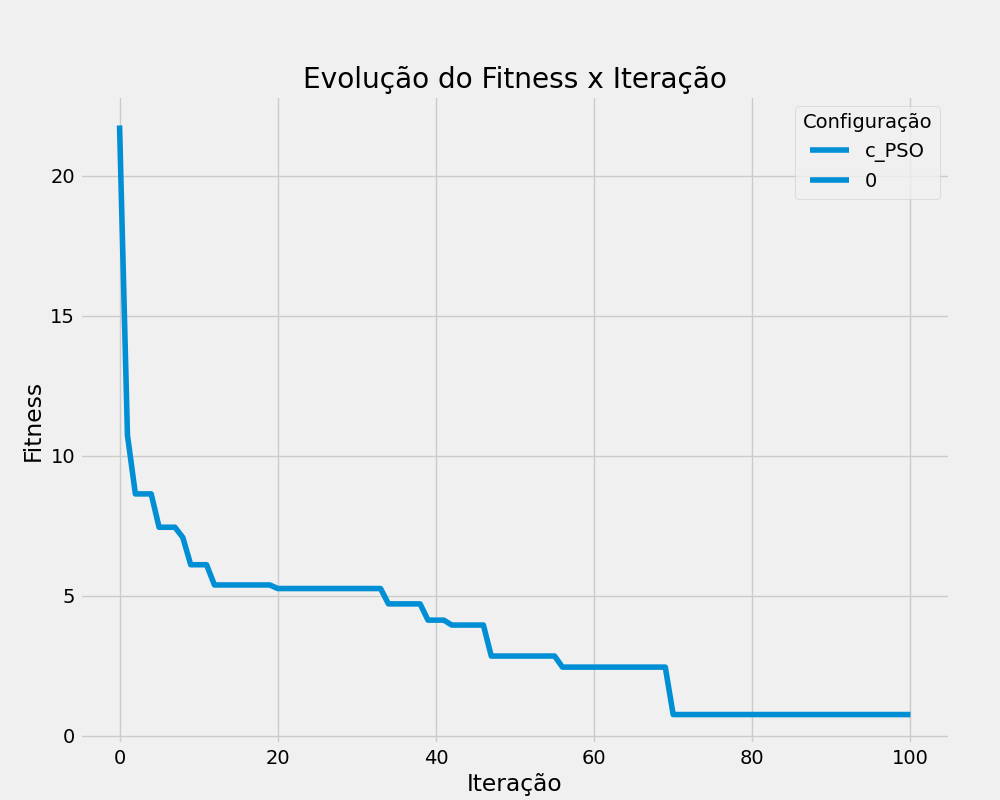 Evolução do Fitness x Iteração
Configuração
c_PSO
0
Fitness
20
15
10
5
0
0 20 40 60 80 100
Iteração